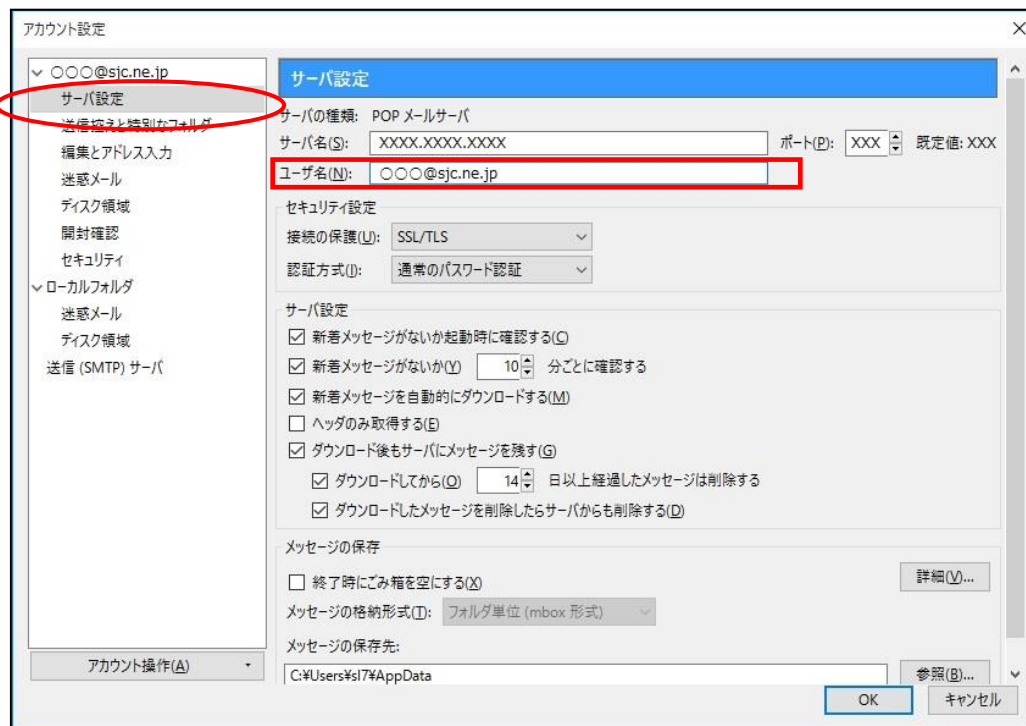 アカウント設定
○○○@sjc.ne.jp
サーバ設定
送信控えと特別なフォルダ
編集とアドレス入力
迷惑メール
ディスク領域
開封確認
セキュリティ
ローカルフォルダ
迷惑メール
ディスク領域
送信 (SMTP) サーバ
アカウント操作(A)
サーバ設定
サーバの種類: POP メールサーバ
サーバ名(S): XXXX.XXXX.XXXX ポート(P): XXX 既定値: XXX
ユーザ名(N): ○○○@sjc.ne.jp
セキュリティ設定
接続の保護(U): SSL/TLS
認証方式(I): 通常のパスワード認証
サーバ設定
新着メッセージがないか起動時に確認する(C)
新着メッセージがないか(Y) 10 分ごとに確認する
新着メッセージを自動的にダウンロードする(M)
ヘッダのみ取得する(E)
ダウンロード後もサーバにメッセージを残す(G)
ダウンロードしてから(O) 14 日以上経過したメッセージは削除する
ダウンロードしたメッセージを削除したらサーバからも削除する(D)
メッセージの保存
終了時にごみ箱を空にする(X) 詳細(V)...
メッセージの格納形式(T): フォルダ単位 (mbox 形式)
メッセージの保存先:
C:¥Users¥sl7¥AppData 参照(B)...
OK キャンセル